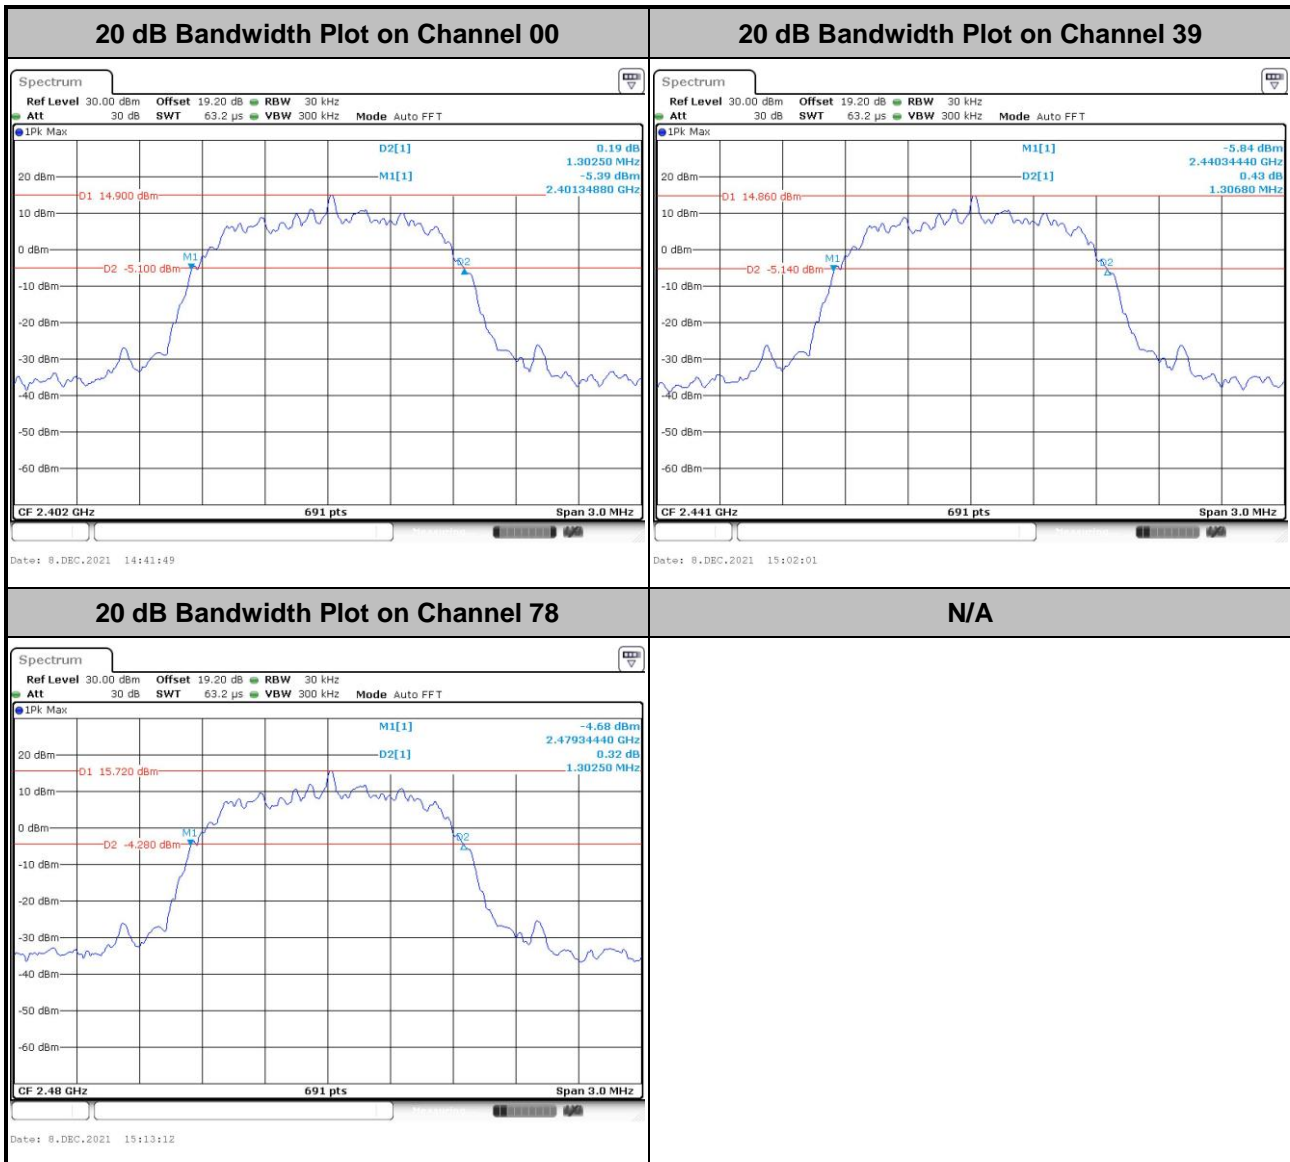 20 dB Bandwidth Plot on Channel 00
20 dB Bandwidth Plot on Channel 39
Spectrum
Ref Level 30.00 dBm Offset 19.20 dB RBW 30 kHz
Att 30 dB SWT 63.2 µs VBW 300 kHz Mode Auto FFT
1Pk Max
D2[1] 0.19 dB
1.30250 MHz
M1[1] -5.39 dBm
2.40134880 GHz
20 dBm
D1 14.900 dBm
10 dBm
0 dBm
M1
D2
D2 -5.100 dBm
-10 dBm
-20 dBm
-30 dBm
-40 dBm
-50 dBm
-60 dBm
CF 2.402 GHz 691 pts Span 3.0 MHz
Date: 8.DEC.2021 14:41:49
Spectrum
Ref Level 30.00 dBm Offset 19.20 dB RBW 30 kHz
Att 30 dB SWT 63.2 µs VBW 300 kHz Mode Auto FFT
1Pk Max
M1[1] -5.84 dBm
2.44034440 GHz
D2[1] 0.43 dB
1.30680 MHz
20 dBm
D1 14.860 dBm
10 dBm
0 dBm
M1
D2
D2 -5.140 dBm
-10 dBm
-20 dBm
-30 dBm
-40 dBm
-50 dBm
-60 dBm
CF 2.441 GHz 691 pts Span 3.0 MHz
Date: 8.DEC.2021 15:02:01
20 dB Bandwidth Plot on Channel 78
N/A
Spectrum
Ref Level 30.00 dBm Offset 19.20 dB RBW 30 kHz
Att 30 dB SWT 63.2 µs VBW 300 kHz Mode Auto FFT
1Pk Max
M1[1] -4.68 dBm
2.47934440 GHz
D2[1] 0.32 dB
1.30250 MHz
20 dBm
D1 15.720 dBm
10 dBm
0 dBm
M1
D2
D2 -4.280 dBm
-10 dBm
-20 dBm
-30 dBm
-40 dBm
-50 dBm
-60 dBm
CF 2.48 GHz 691 pts Span 3.0 MHz
Date: 8.DEC.2021 15:13:12